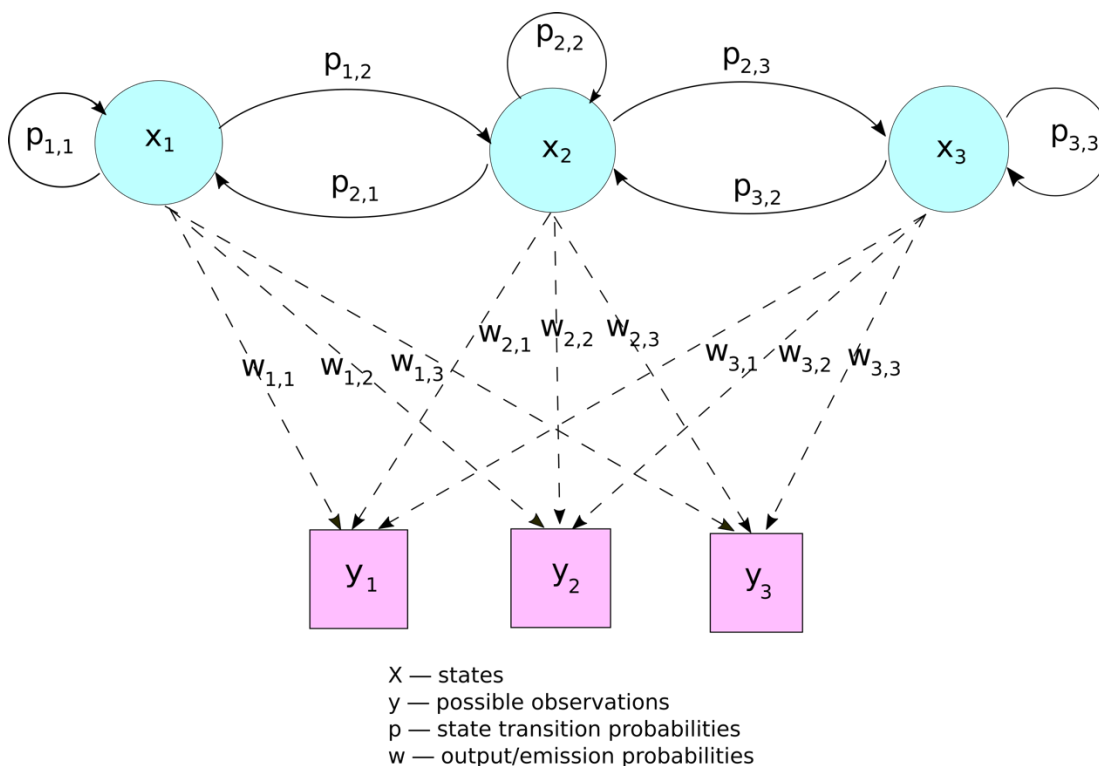 p2,2
p1,2
p2,3
p1,1
x1
x2
x3
p3,3
p2,1
p3,2
w1,1
w1,2
w1,3
w2,1
w2,2
w2,3
w3,1
w3,2
w3,3
y1
y2
y3
X — states
y — possible observations
p — state transition probabilities
w — output/emission probabilities